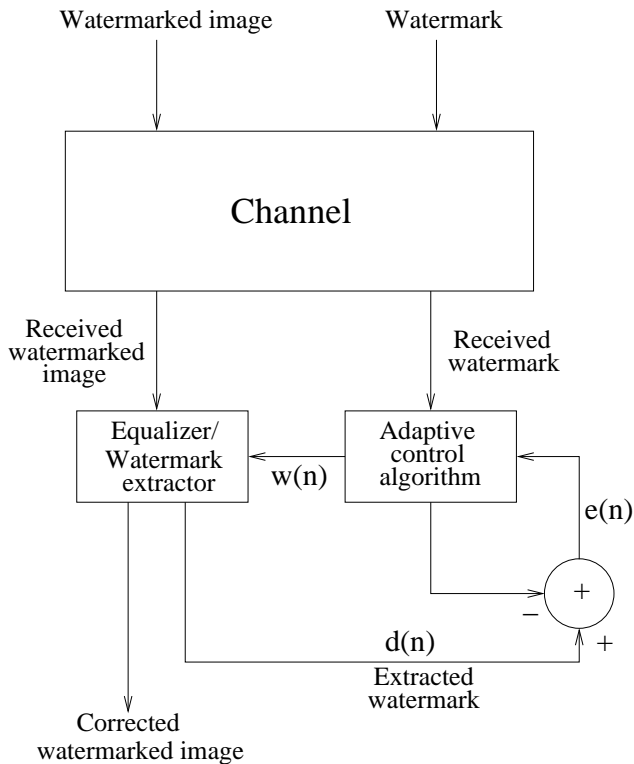 Watermarked image
Watermark
Channel
Received
watermarked
image
Received
watermark
Equalizer/
Watermark
extractor
w(n)
Adaptive
control
algorithm
e(n)
+
−
+
d(n)
Extracted
watermark
Corrected
watermarked image